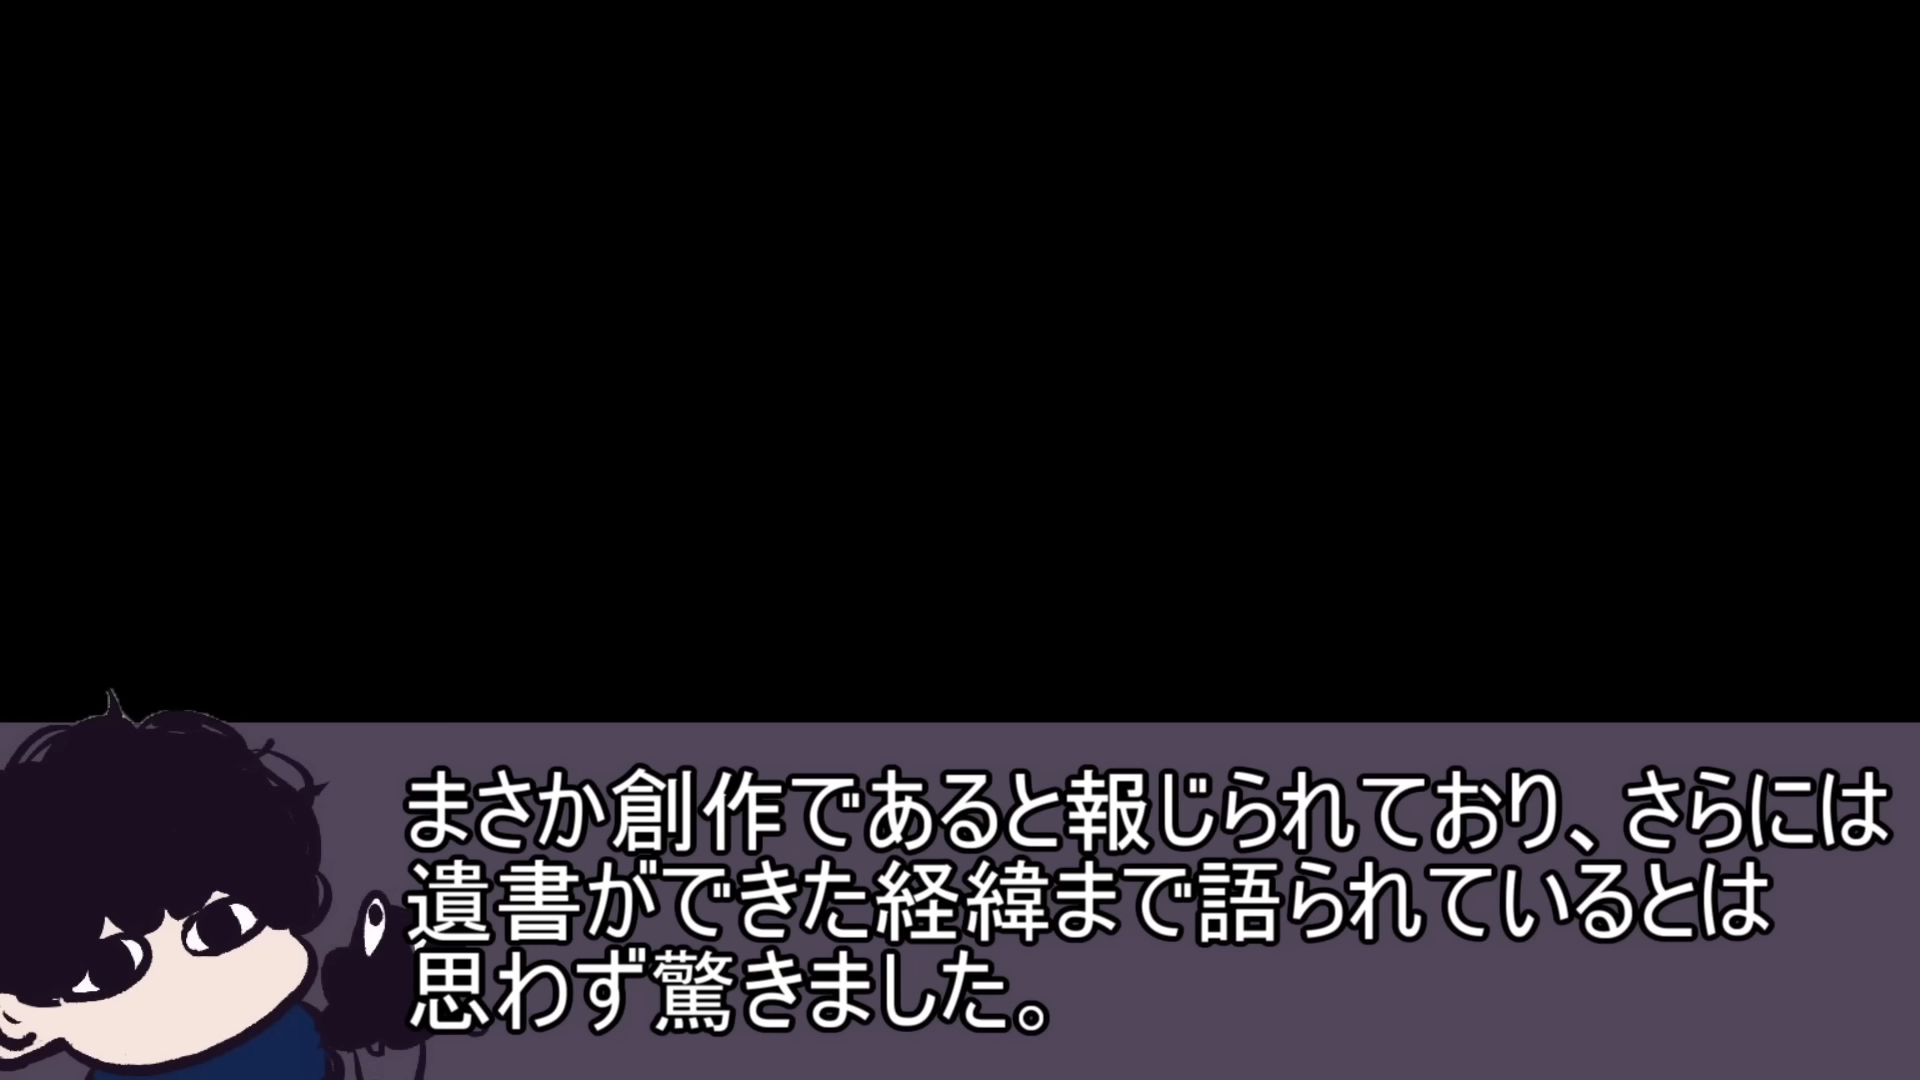 まさか創作であると報じられており、さらには
遺書ができた経緯まで語られているとは
思わず驚きました。